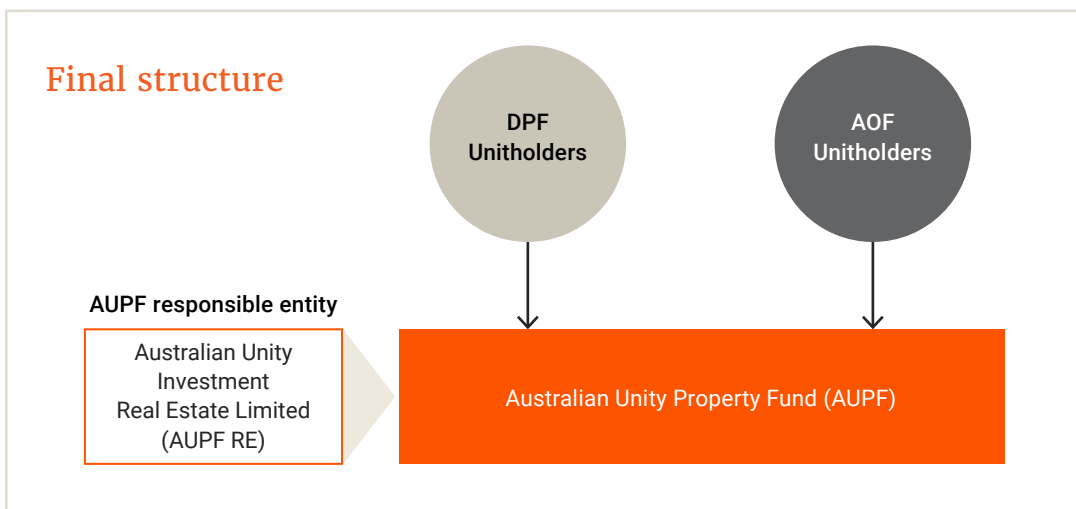 Final structure
DPF
Unitholders
AOF
Unitholders
AUPF responsible entity
Australian Unity
Investment
Real Estate Limited
(AUPF RE)
Australian Unity Property Fund (AUPF)